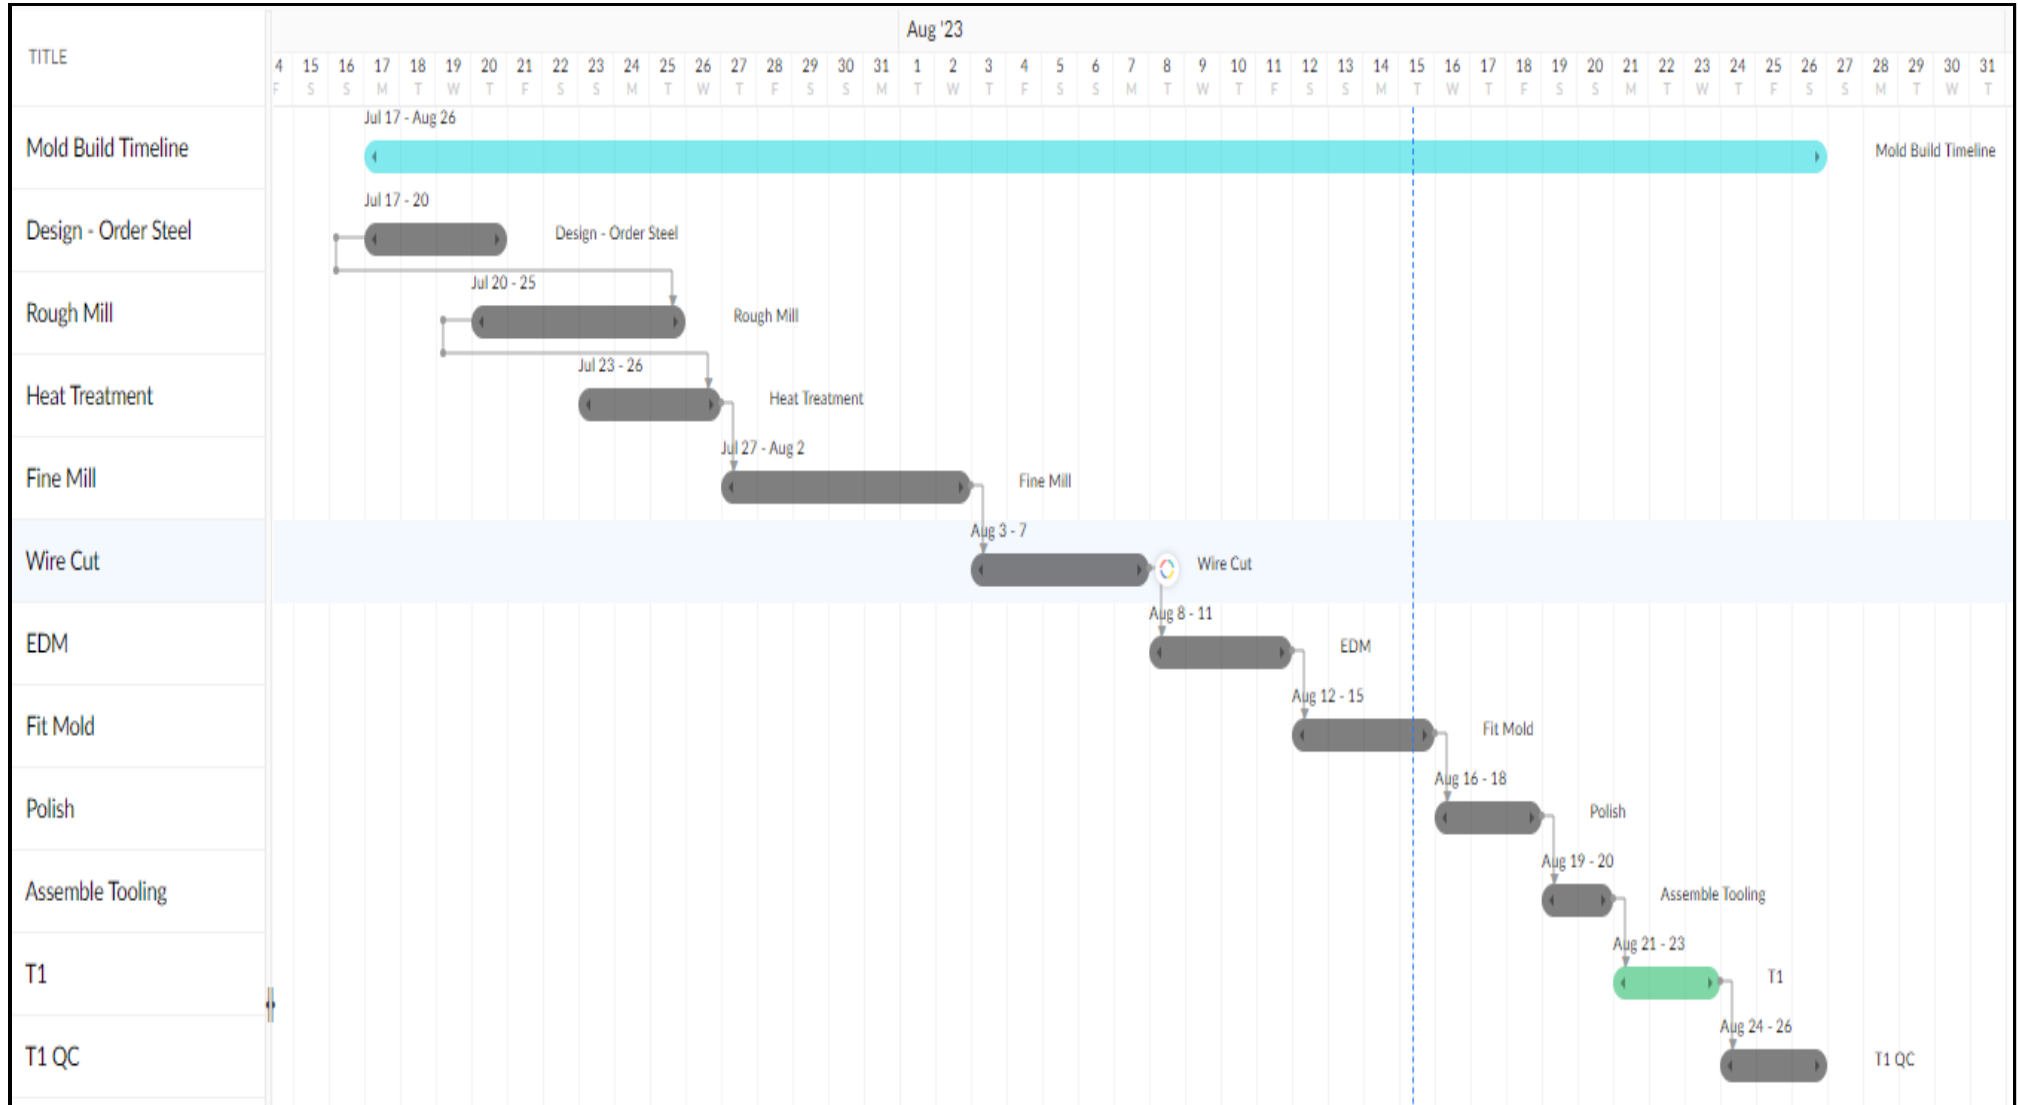 Aug '23
TITLE
4 15 16 17 18 19 20 21 22 23 24 25 26 27 28 29 30 31 1 2 3 4 5 6 7 8 9 10 11 12 13 14 15 16 17 18 19 20 21 22 23 24 25 26 27 28 29 30 31
F S S M T W T F S S M T W T F S S M T W T F S S M T W T F S S M T W T F S S M T W T F S S M T W T
Jul 17 - Aug 26
Mold Build Timeline
Mold Build Timeline
Jul 17 - 20
Design - Order Steel
Design - Order Steel
Jul 20 - 25
Rough Mill
Rough Mill
Jul 23 - 26
Heat Treatment
Heat Treatment
Jul 27 - Aug 2
Fine Mill
Fine Mill
Aug 3 - 7
Wire Cut
Wire Cut
Aug 8 - 11
EDM
EDM
Aug 12 - 15
Fit Mold
Fit Mold
Aug 16 - 18
Polish
Polish
Aug 19 - 20
Assemble Tooling
Assemble Tooling
Aug 21 - 23
T1
T1
Aug 24 - 26
T1 QC
T1 QC